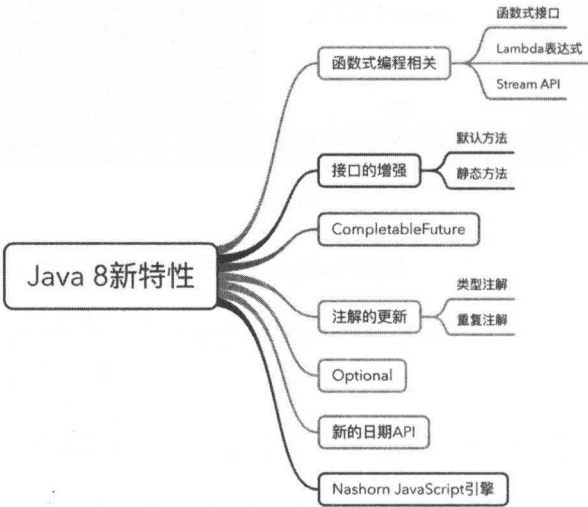 函数式接口
函数式编程相关
Lambda表达式
Stream API
默认方法
接口的增强
静态方法
CompletableFuture
Java 8新特性
类型注解
注解的更新
重复注解
Optional
新的日期API
Nashorn JavaScript引擎